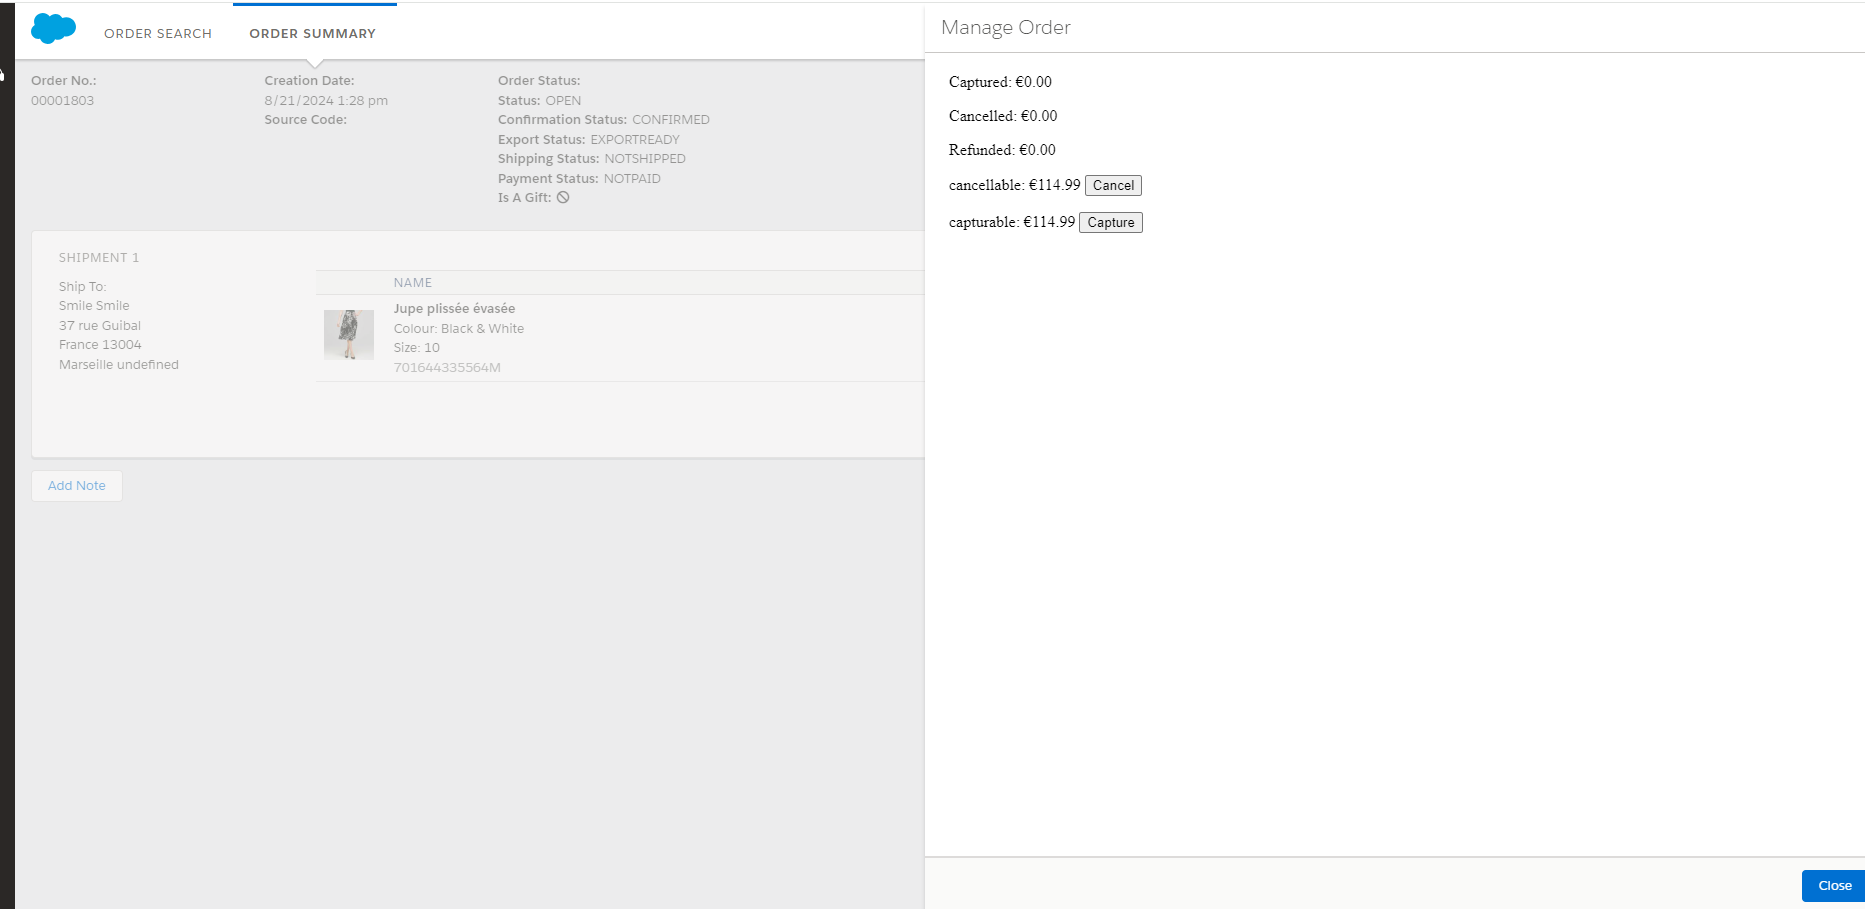 ORDER SEARCH
ORDER SUMMARY
Order No.:
00001803
Creation Date:
8/21/2024 1:28 pm
Source Code:
Order Status:
Status: OPEN
Confirmation Status: CONFIRMED
Export Status: EXPORTREADY
Shipping Status: NOTSHIPPED
Payment Status: NOTPAID
Is A Gift:
SHIPMENT 1
Ship To:
Smile Smile
37 rue Guibal
France 13004
Marseille undefined
NAME
Jupe plissée évasée
Colour: Black & White
Size: 10
701644335564M
Add Note
Manage Order
Captured: €0.00
Cancelled: €0.00
Refunded: €0.00
cancellable: €114.99 Cancel
capturable: €114.99 Capture
Close